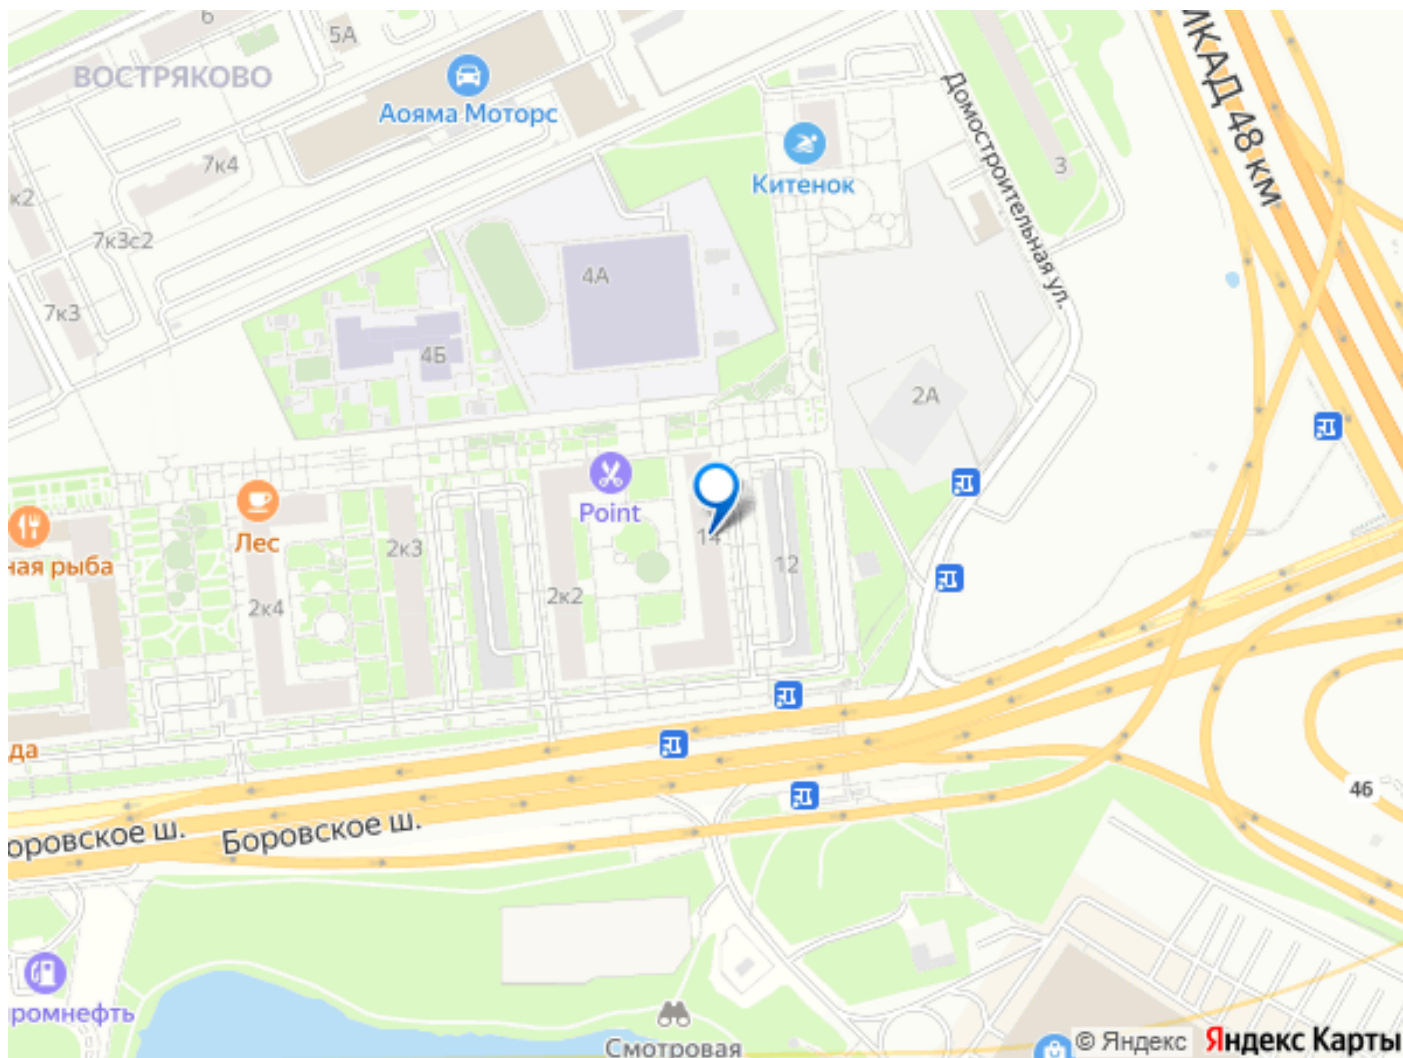 6
5А
ВОСТРЯКОВО
Аояма Моторс
МКАД 48 км
Домостроительная ул.
Китенок
3
7к4
к2
7к3с2
7к3
4А
4Б
2А
Point
Лес
ная рыба
2к3
2к4
2к2
14
12
да
Боровское ш.
оровское ш.
46
промнефть
Смотровая
© Яндекс
Яндекс Карты